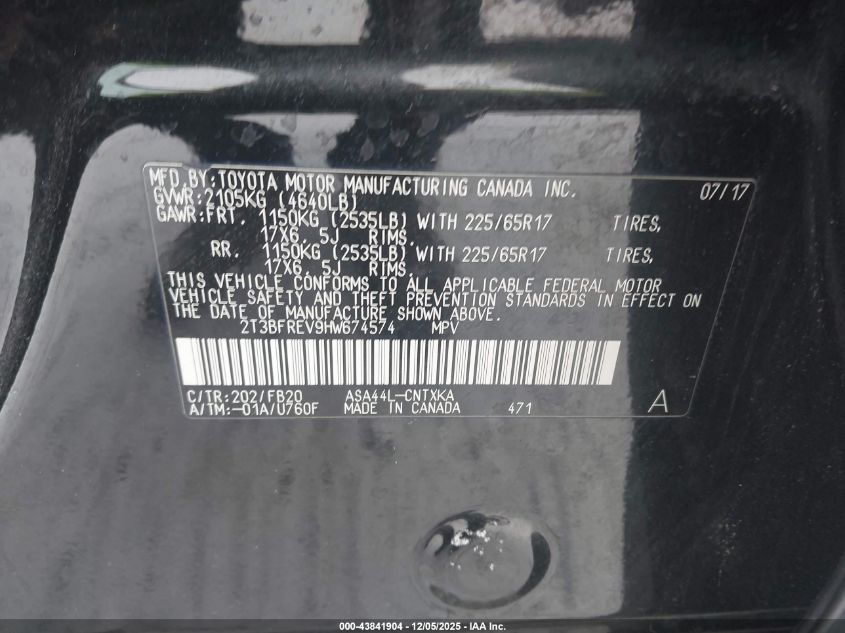 MFD.BY:TOYOTA MOTOR MANUFACTURING CANADA INC. 07/17
GVWR:2105KG (4640LB)
GAWR:FRT. 1150KG (2535LB) WITH 225/65R17 TIRES,
17X6.5J RIMS.
RR. 1150KG (2535LB) WITH 225/65R17 TIRES,
17X6.5J RIMS.
THIS VEHICLE CONFORMS TO ALL APPLICABLE FEDERAL MOTOR
VEHICLE SAFETY AND THEFT PREVENTION STANDARDS IN EFFECT ON
THE DATE OF MANUFACTURE SHOWN ABOVE.
2T3BFREV9HW674574 MPV
C/TR:202/FB20 ASA44L-CNTXKA
A/TM:-01A/U760F MADE IN CANADA 471 A
000-43841904 - 12/05/2025 - IAA Inc.